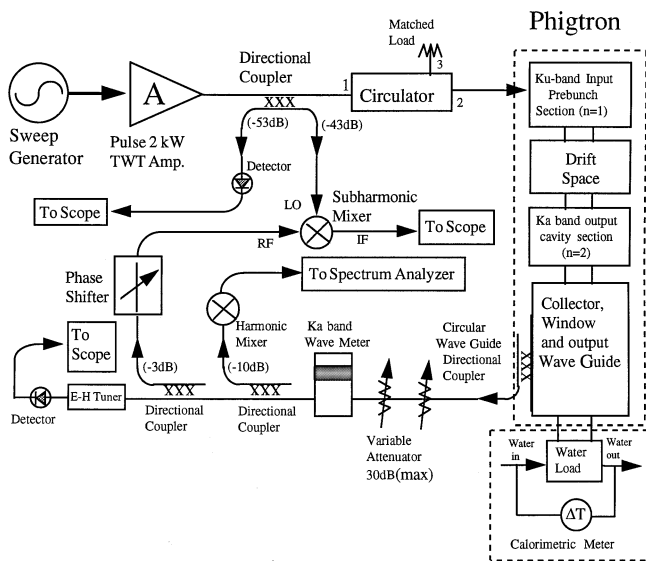 Phigtron
Matched
Load
3
Directional
Coupler
1
Circulator
2
A
XXX
Ku-band Input
Prebunch
Section (n=1)
Sweep
Generator
Pulse 2 kW
TWT Amp.
(-53dB)
(-43dB)
Detector
Drift
Space
To Scope
LO
Subharmonic
Mixer
RF
IF
To Scope
Ka band output
cavity section
(n=2)
Phase
Shifter
To Spectrum Analyzer
Harmonic
Mixer
Ka band
Wave Meter
Circular
Wave Guide
Directional
Coupler
XXX
Collector,
Window
and output
Wave Guide
To
Scope
(-3dB)
(-10dB)
XXX
XXX
E-H Tuner
Detector
Directional
Coupler
Directional
Coupler
Variable
Attenuator
30dB(max)
Water
in
Water
Load
Water
out
ΔT
Calorimetric Meter